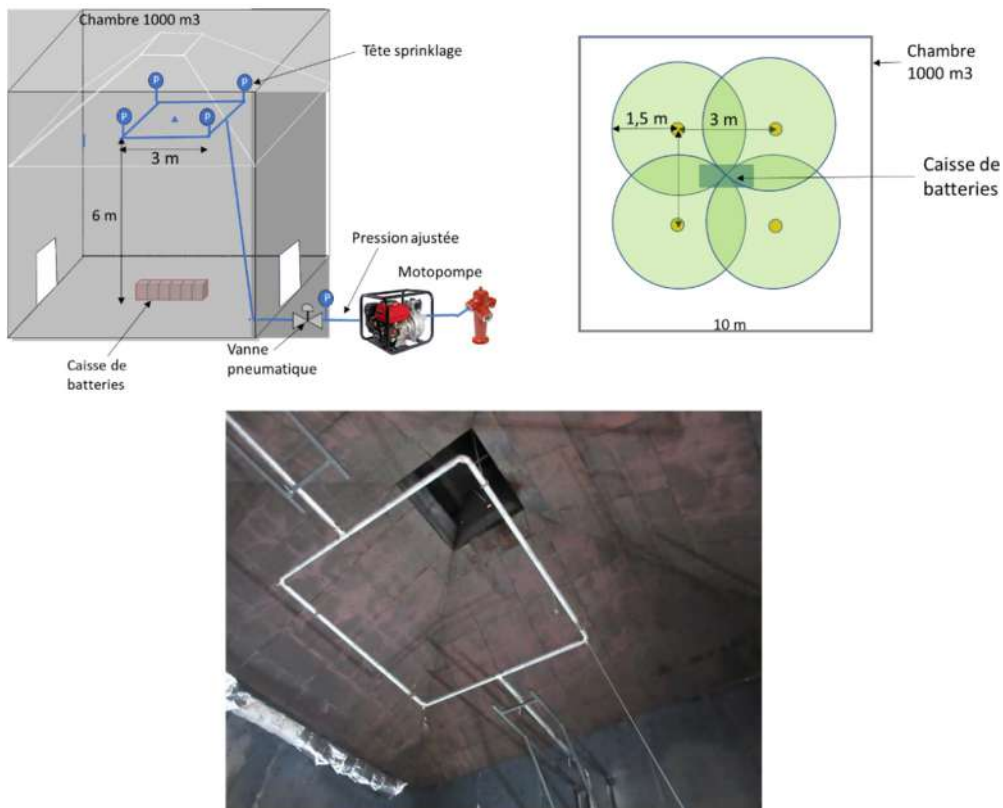 Chambre 1000 m3
Tête sprinklage
P
P
P
P
3 m
6 m
Pression ajustée
Motopompe
P
Vanne
pneumatique
Caisse de
batteries
Chambre
1000 m3
1,5 m
3 m
Caisse de
batteries
10 m